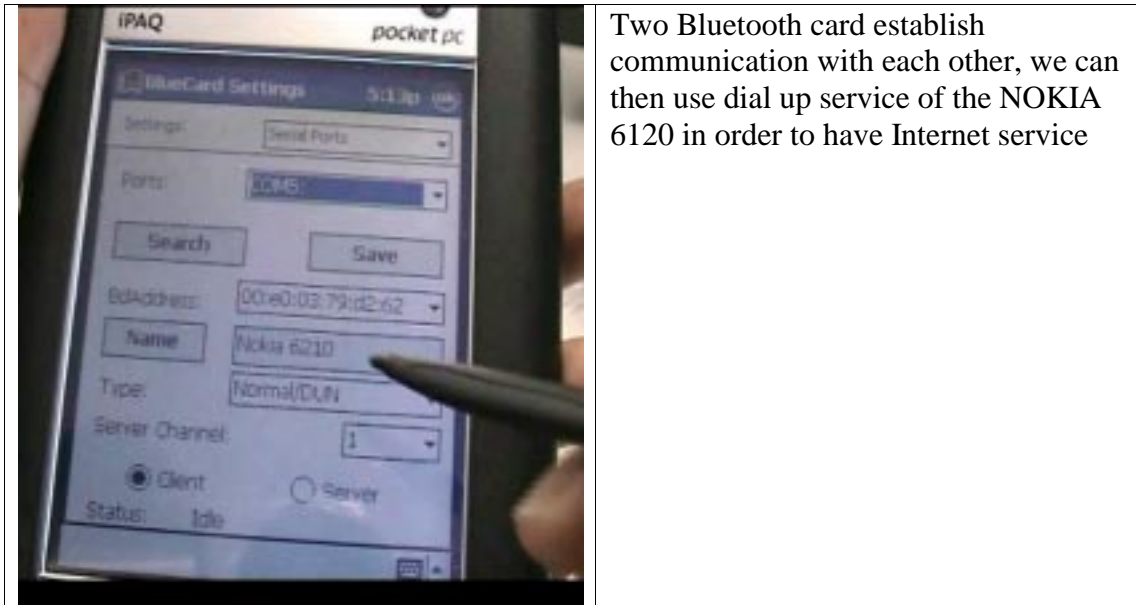 iPAQ
pocket pc
BlueCard Settings 5:13p
Settings: Serial Ports
Ports: COM5:
Search Save
BdAddress: 00:e0:03:79:d2:62
Name Nokia 6210
Type: Normal/DUN
Server Channel: 1
Client Server
Status: Idle
Two Bluetooth card establish
communication with each other, we can
then use dial up service of the NOKIA
6120 in order to have Internet service